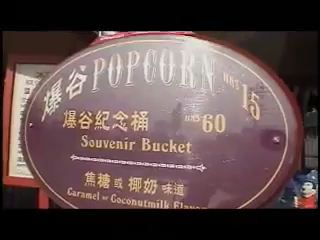 爆谷 POPCORN HK$ 15
爆谷紀念桶 HK$ 60
Souvenir Bucket
焦糖 或 椰奶 味道
Caramel or Coconutmilk Flavor